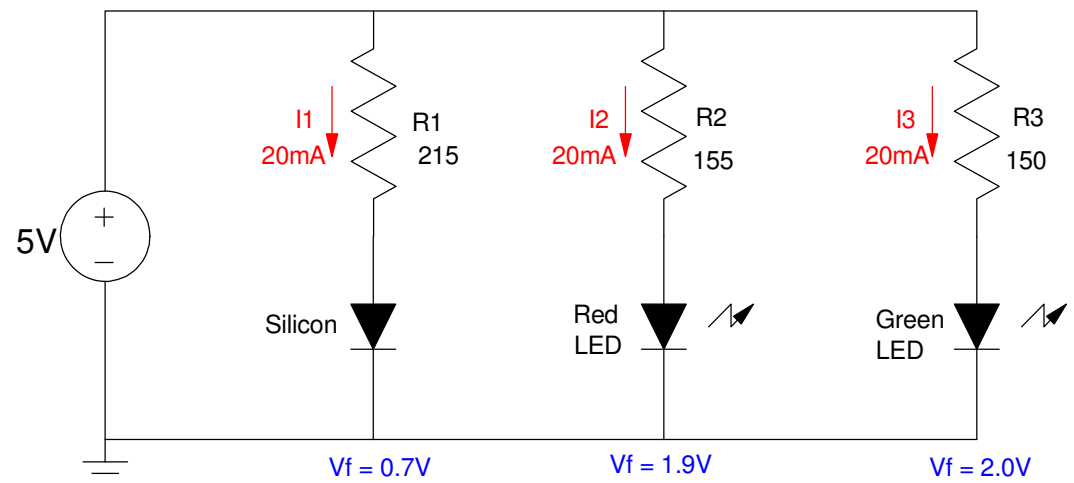 5V
+
–
I1
20mA
R1
215
I2
20mA
R2
155
I3
20mA
R3
150
Silicon
Red
LED
Green
LED
Vf = 0.7V
Vf = 1.9V
Vf = 2.0V